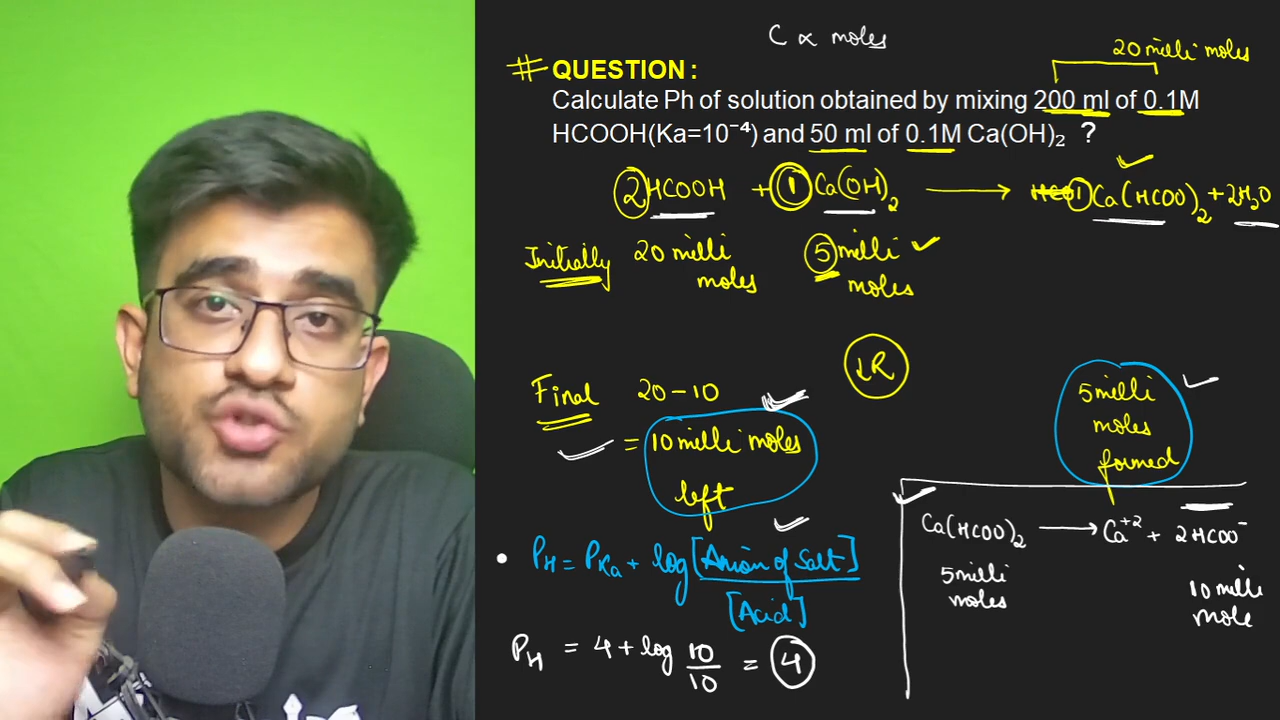 C ∝ moles
20 milli moles
# QUESTION :
Calculate Ph of solution obtained by mixing 200 ml of 0.1M
HCOOH(Ka=10⁻⁴) and 50 ml of 0.1M Ca(OH)₂ ?
2HCOOH + 1Ca(OH)₂ ⟶ 1Ca(HCOO)₂ + 2H₂O
Initially 20 milli moles 5 milli moles
LR
Final 20 - 10
= 10 milli moles
left
5 milli
moles
formed
• PH = PKa + log [Anion of Salt]
[Acid]
PH = 4 + log 10/10 = 4
Ca(HCOO)₂ ⟶ Ca⁺² + 2HCOO⁻
5 milli
moles
10 milli
mole